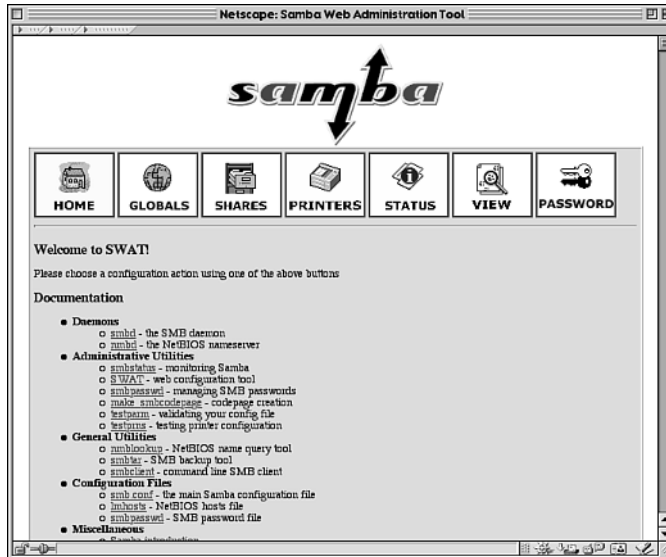 Netscape: Samba Web Administration Tool
samba
HOME GLOBALS SHARES PRINTERS STATUS VIEW PASSWORD
Welcome to SWAT!
Please choose a configuration action using one of the above buttons
Documentation
Daemons
smbd - the SMB daemon
nmbd - the NetBIOS nameserver
Administrative Utilities
smbstatus - monitoring Samba
SWAT - web configuration tool
smbpasswd - managing SMB passwords
make_smbcodepage - codepage creation
testparm - validating your config file
testprns - testing printer configuration
General Utilities
nmblookup - NetBIOS name query tool
smbtar - SMB backup tool
smbclient - command line SMB client
Configuration Files
smb.conf - the main Samba configuration file
lmhosts - NetBIOS hosts file
smbpasswd - SMB password file
Miscellaneous
Samba introduction